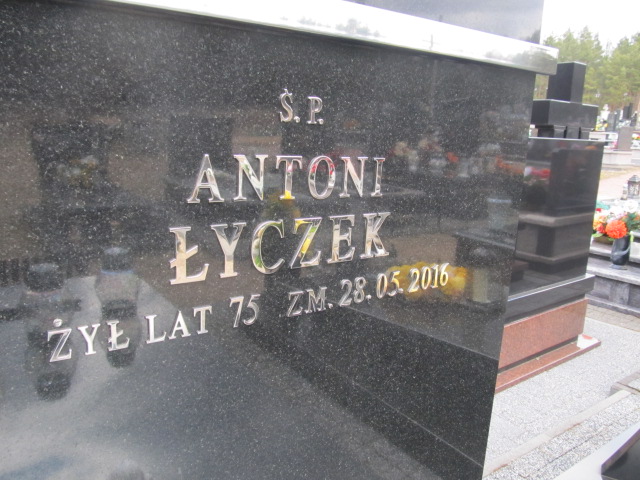 Ś. P.
ANTONI
ŁYCZEK
ŻYŁ LAT 75 ZM. 28.05.2016